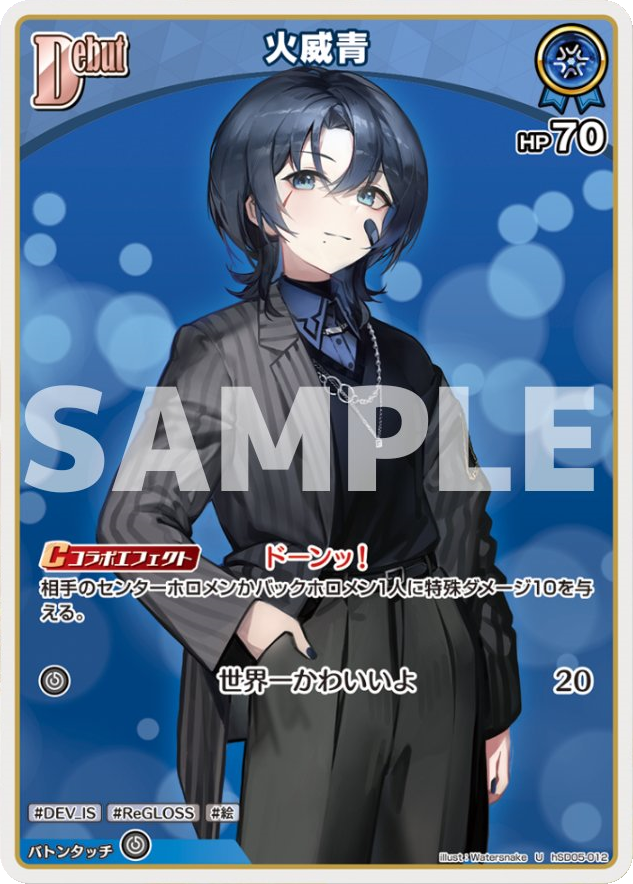 Debut
火威青
HP70
SAMPLE
Cコラボエフェクト ドーンッ!
相手のセンターホロメンかバックホロメン1人に特殊ダメージ10を与
える。
世界一かわいいよ 20
#DEV_IS #ReGLOSS #絵
バトンタッチ
illust:Watersnake U hSD05-012